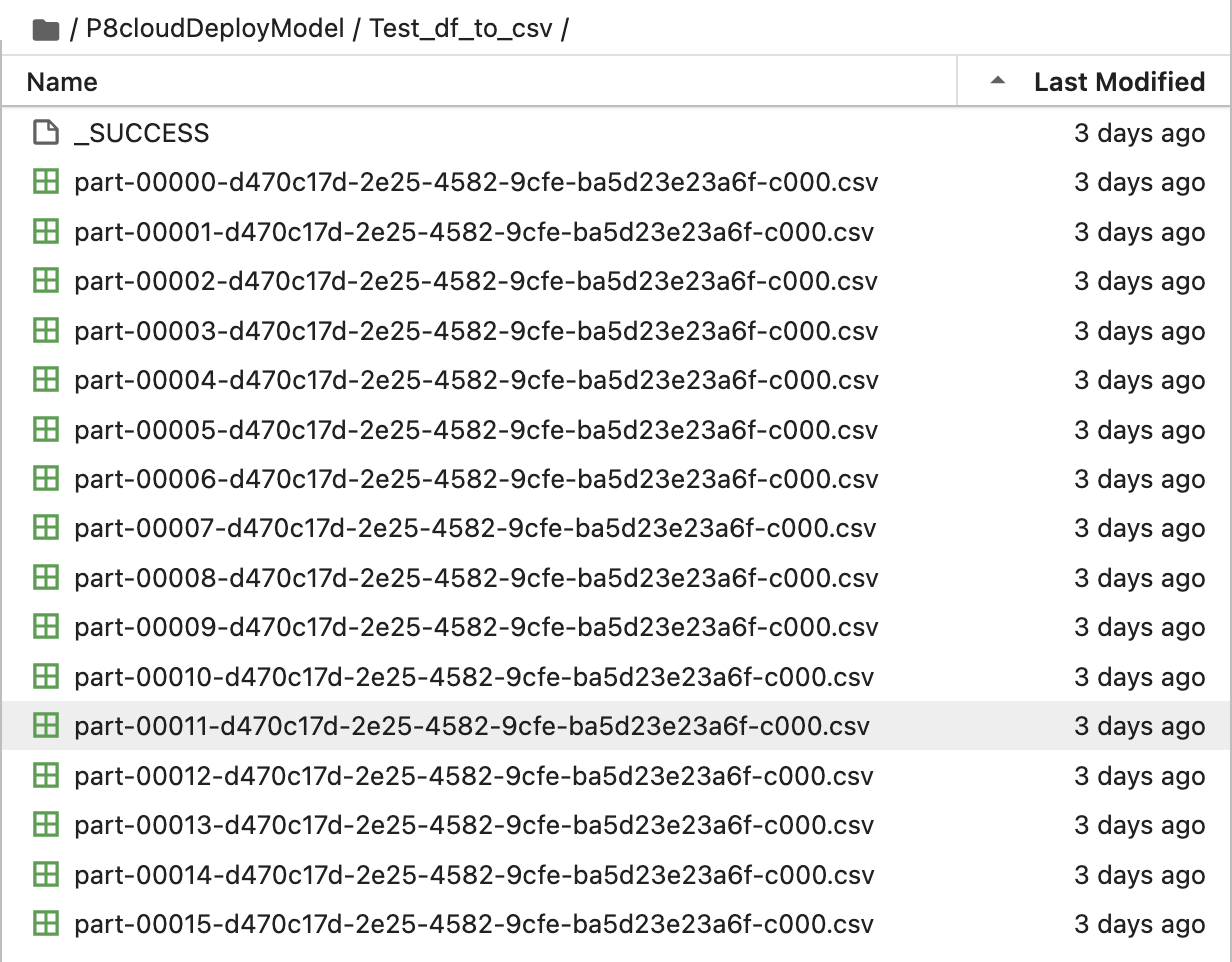 / P8cloudDeployModel / Test_df_to_csv /
Name Last Modified
_SUCCESS 3 days ago
part-00000-d470c17d-2e25-4582-9cfe-ba5d23e23a6f-c000.csv 3 days ago
part-00001-d470c17d-2e25-4582-9cfe-ba5d23e23a6f-c000.csv 3 days ago
part-00002-d470c17d-2e25-4582-9cfe-ba5d23e23a6f-c000.csv 3 days ago
part-00003-d470c17d-2e25-4582-9cfe-ba5d23e23a6f-c000.csv 3 days ago
part-00004-d470c17d-2e25-4582-9cfe-ba5d23e23a6f-c000.csv 3 days ago
part-00005-d470c17d-2e25-4582-9cfe-ba5d23e23a6f-c000.csv 3 days ago
part-00006-d470c17d-2e25-4582-9cfe-ba5d23e23a6f-c000.csv 3 days ago
part-00007-d470c17d-2e25-4582-9cfe-ba5d23e23a6f-c000.csv 3 days ago
part-00008-d470c17d-2e25-4582-9cfe-ba5d23e23a6f-c000.csv 3 days ago
part-00009-d470c17d-2e25-4582-9cfe-ba5d23e23a6f-c000.csv 3 days ago
part-00010-d470c17d-2e25-4582-9cfe-ba5d23e23a6f-c000.csv 3 days ago
part-00011-d470c17d-2e25-4582-9cfe-ba5d23e23a6f-c000.csv 3 days ago
part-00012-d470c17d-2e25-4582-9cfe-ba5d23e23a6f-c000.csv 3 days ago
part-00013-d470c17d-2e25-4582-9cfe-ba5d23e23a6f-c000.csv 3 days ago
part-00014-d470c17d-2e25-4582-9cfe-ba5d23e23a6f-c000.csv 3 days ago
part-00015-d470c17d-2e25-4582-9cfe-ba5d23e23a6f-c000.csv 3 days ago